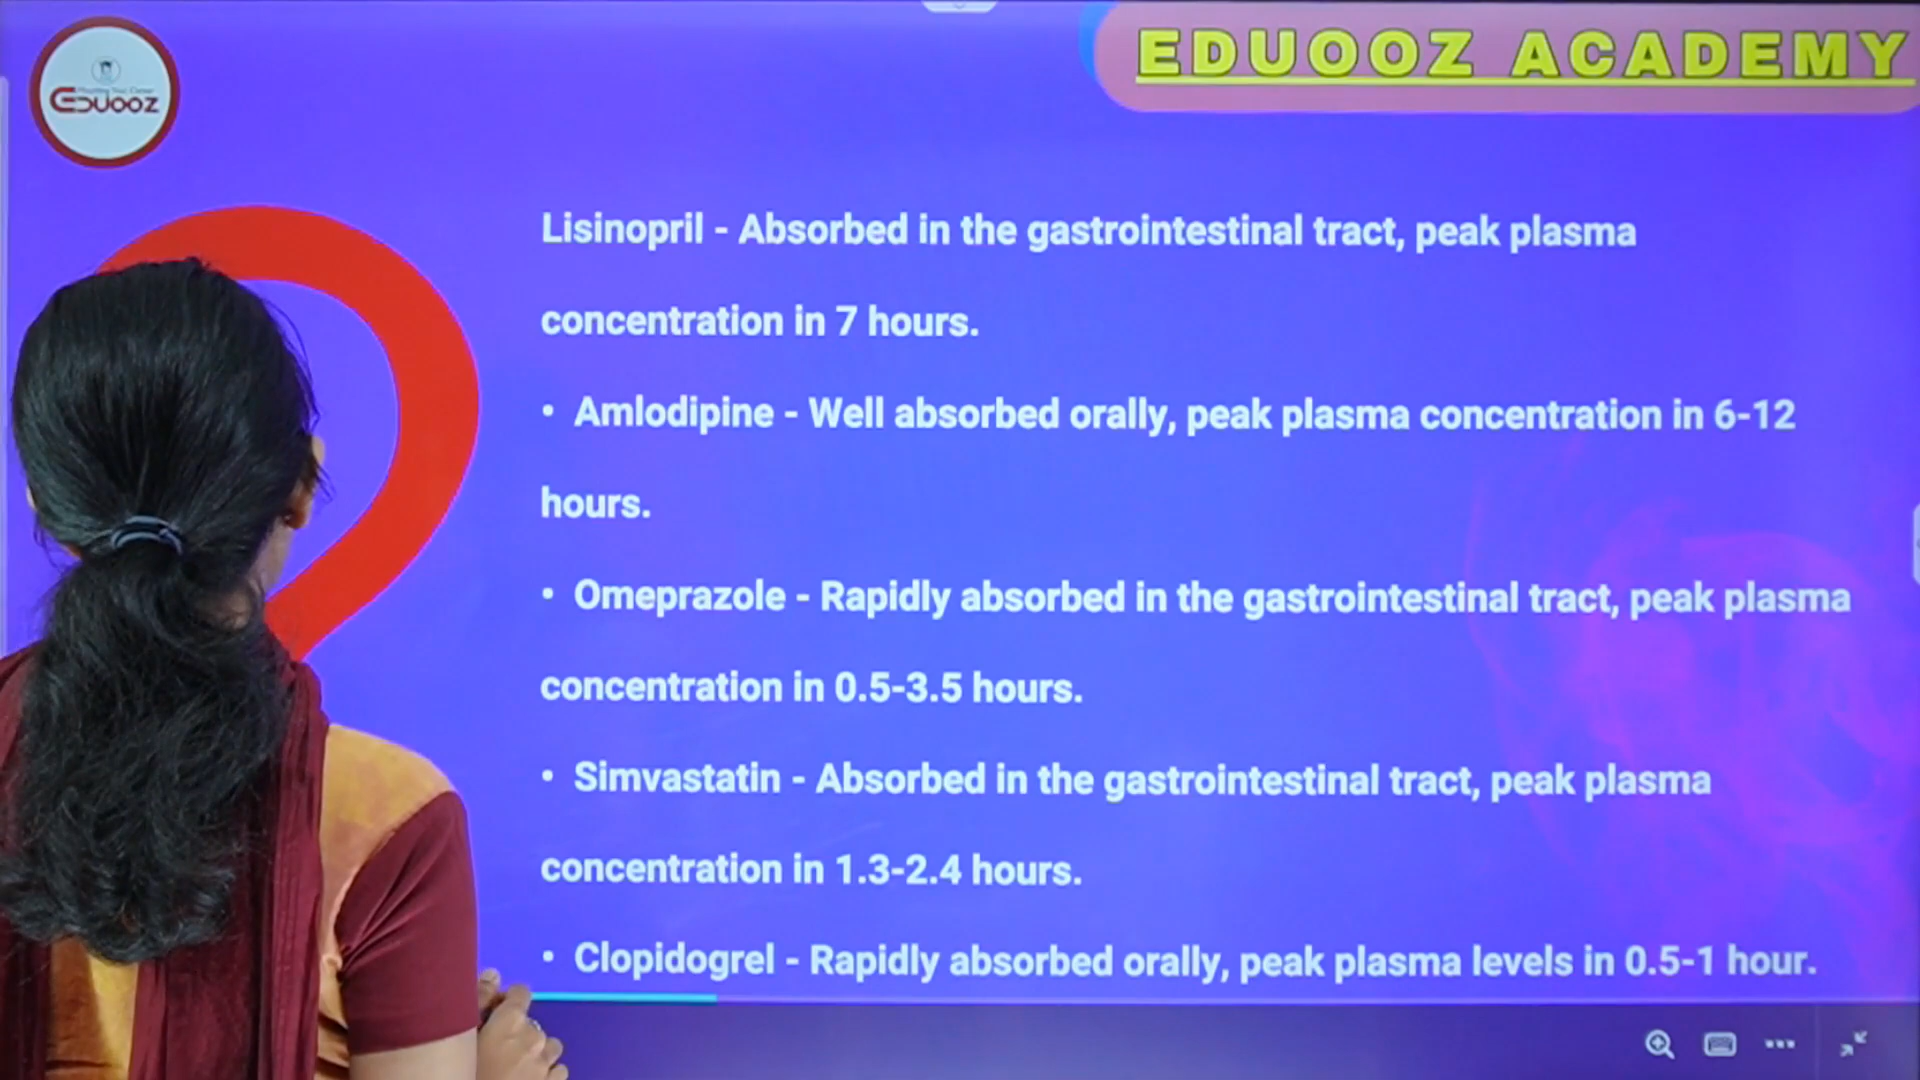 EDUOOZ ACADEMY
EDUOOZ
Lisinopril - Absorbed in the gastrointestinal tract, peak plasma
concentration in 7 hours.
• Amlodipine - Well absorbed orally, peak plasma concentration in 6-12
hours.
• Omeprazole - Rapidly absorbed in the gastrointestinal tract, peak plasma
concentration in 0.5-3.5 hours.
• Simvastatin - Absorbed in the gastrointestinal tract, peak plasma
concentration in 1.3-2.4 hours.
• Clopidogrel - Rapidly absorbed orally, peak plasma levels in 0.5-1 hour.